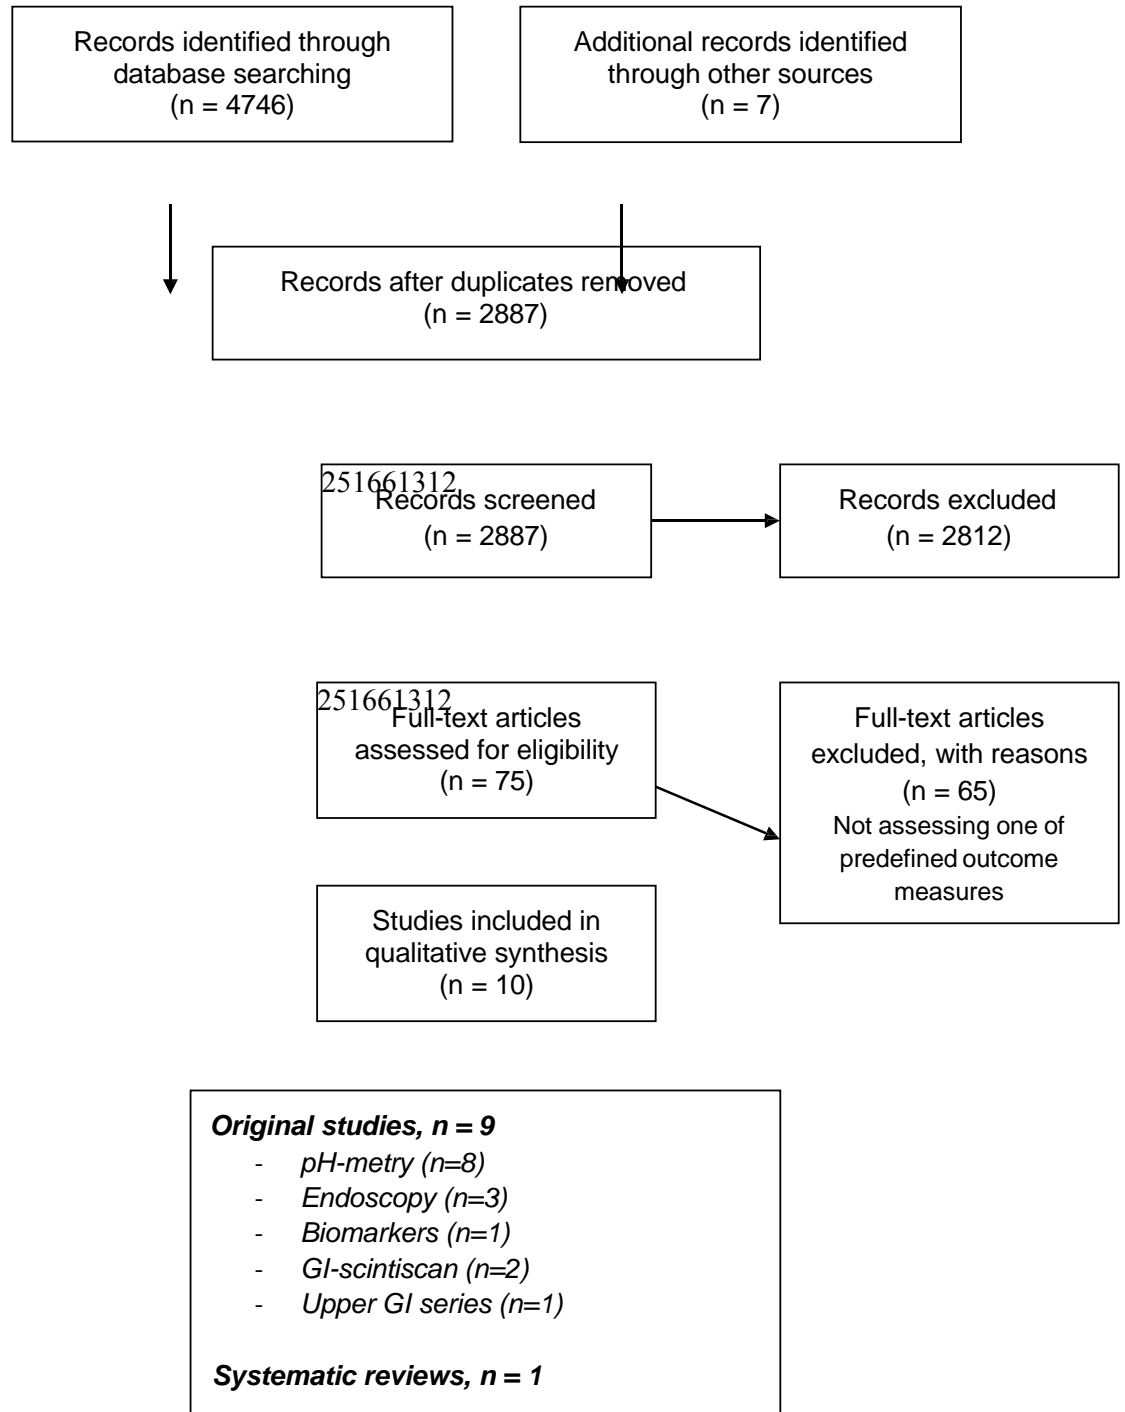 Records identified through
database searching
(n = 4746)
Additional records identified
through other sources
(n = 7)
Records after duplicates removed
(n = 2887)
251661312
Records screened
(n = 2887)
Records excluded
(n = 2812)
251661312
Full-text articles
assessed for eligibility
(n = 75)
Full-text articles
excluded, with reasons
(n = 65)
Not assessing one of
predefined outcome
measures
Studies included in
qualitative synthesis
(n = 10)
Original studies, n = 9
- pH-metry (n=8)
- Endoscopy (n=3)
- Biomarkers (n=1)
- GI-scintiscan (n=2)
- Upper GI series (n=1)
Systematic reviews, n = 1